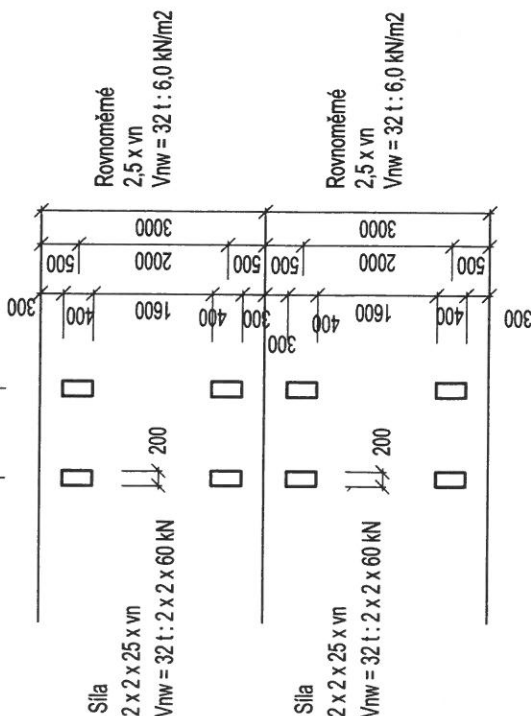 Rovnoměrné
2,5 x vn
Vnw = 32 t : 6,0 kN/m2
Rovnoměrné
2,5 x vn
Vnw = 32 t : 6,0 kN/m2
3000
3000
500
2000
500
500
2000
500
300
400
1600
400
300
300
400
1600
400
300
200
200
Síla
2 x 2 x 25 x vn
Vnw = 32 t : 2 x 2 x 60 kN
Síla
2 x 2 x 25 x vn
Vnw = 32 t : 2 x 2 x 60 kN